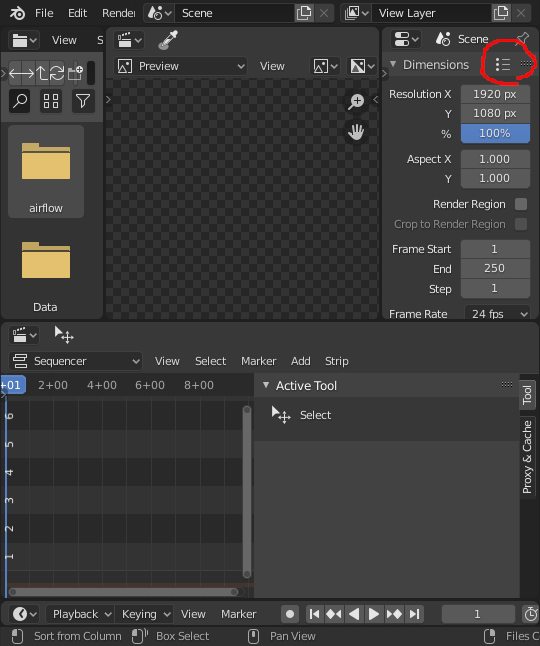 File Edit Render Scene View Layer
View S Scene
Preview View Dimensions
Resolution X 1920 px
Y 1080 px
% 100%
Aspect X 1.000
Y 1.000
airflow
Render Region
Crop to Render Region
Frame Start 1
End 250
Step 1
Data
Frame Rate 24 fps
Sequencer View Select Marker Add Strip
+01 2+00 4+00 6+00 8+00
Active Tool
Select
Tool
Proxy & Cache
6
5
4
3
2
1
Playback Keying View Marker 1
Sort from Column Box Select Pan View Files C